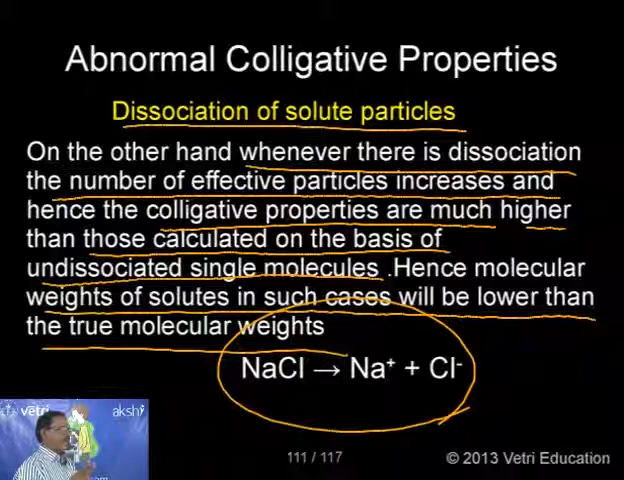 Abnormal Colligative Properties
Dissociation of solute particles
On the other hand whenever there is dissociation
the number of effective particles increases and
hence the colligative properties are much higher
than those calculated on the basis of
undissociated single molecules .Hence molecular
weights of solutes in such cases will be lower than
the true molecular weights
NaCl → Na⁺ + Cl⁻
vetri
akshi
111 / 117
© 2013 Vetri Education